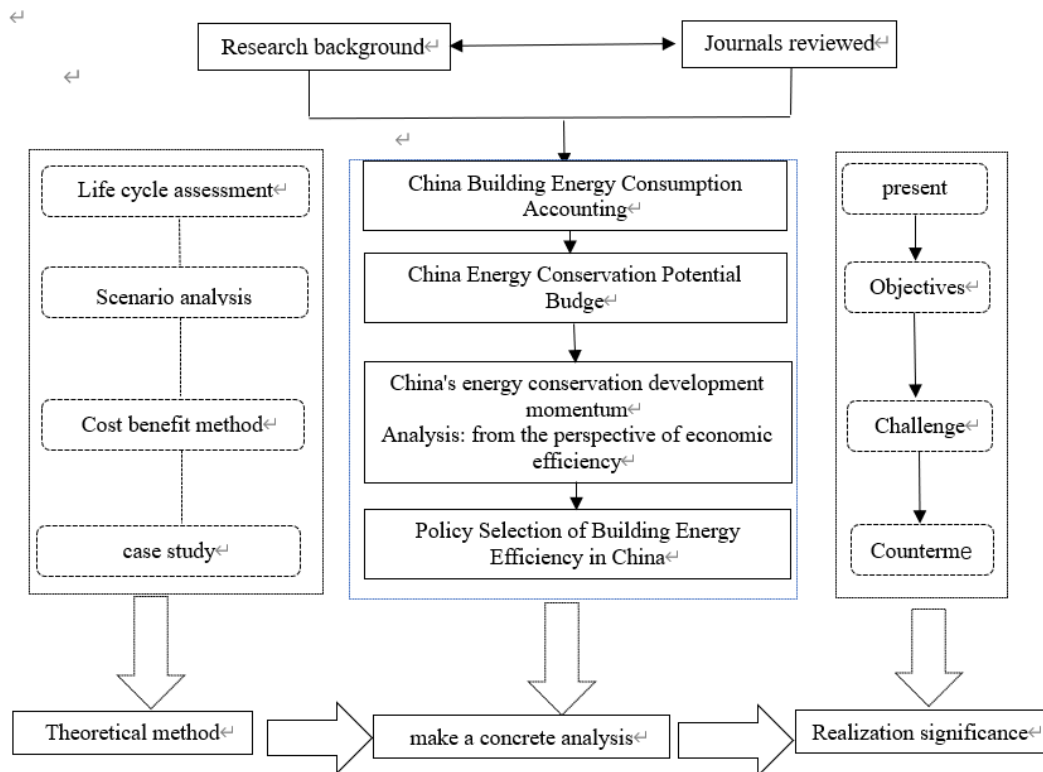 Research background
Journals reviewed
Life cycle assessment
Scenario analysis
Cost benefit method
case study
China Building Energy Consumption
Accounting
China Energy Conservation Potential
Budge
China's energy conservation development
momentum
Analysis: from the perspective of economic
efficiency
Policy Selection of Building Energy
Efficiency in China
present
Objectives
Challenge
Counterme
Theoretical method
make a concrete analysis
Realization significance